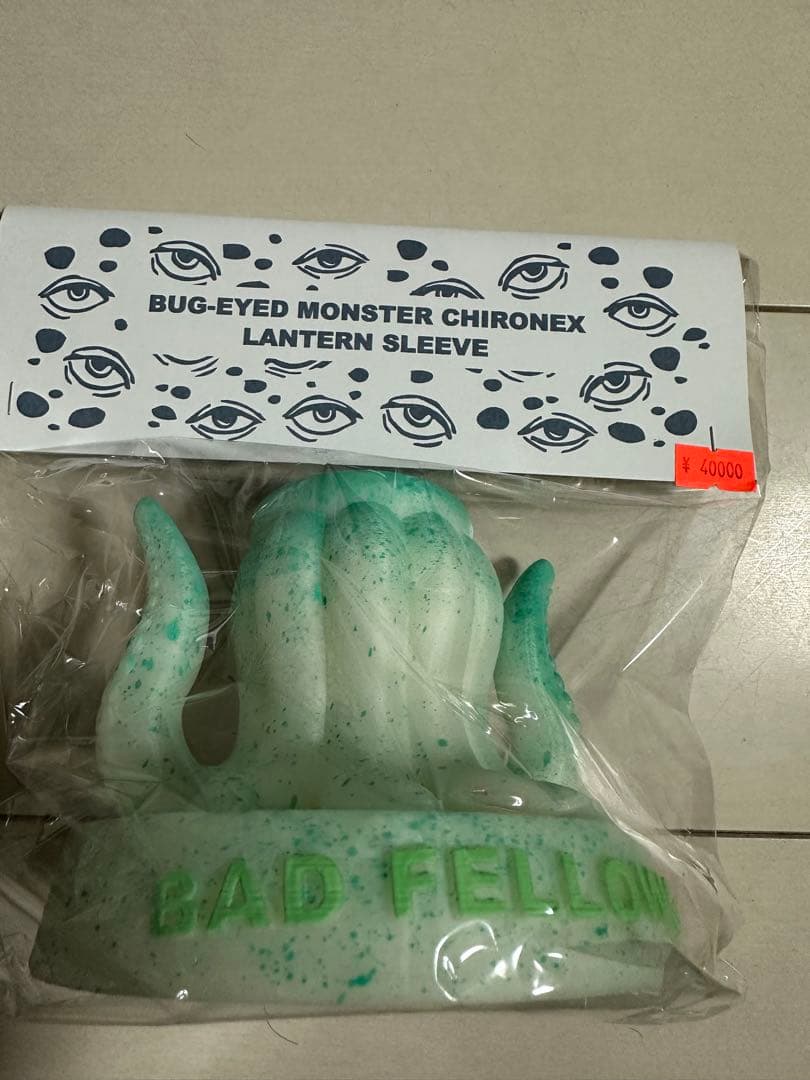 BUG-EYED MONSTER CHIRONEX
LANTERN SLEEVE
¥ 40000
BAD FELLOW